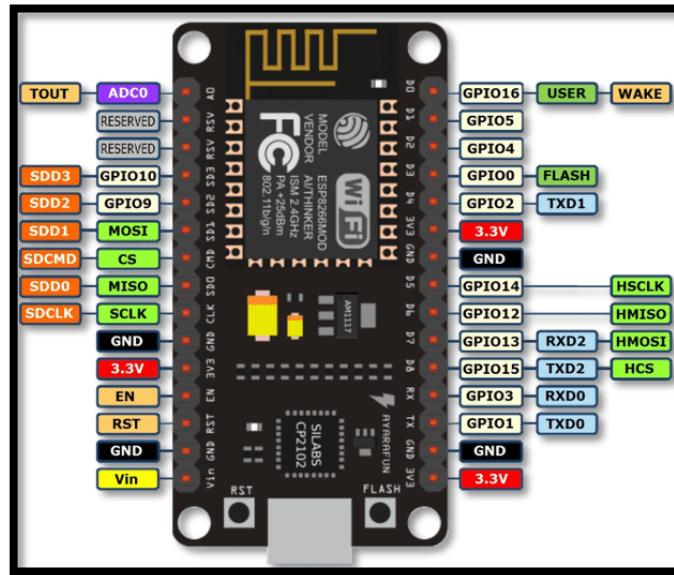 TOUT ADC0 A0 D0 GPIO16 USER WAKE
RESERVED RSV D1 GPIO5
RESERVED RSV D2 GPIO4
SDD3 GPIO10 SD3 D3 GPIO0 FLASH
SDD2 GPIO9 SD2 D4 GPIO2 TXD1
SDD1 MOSI SD1 3V3 3.3V
SDCMD CS CMD GND GND
SDD0 MISO SD0 D5 GPIO14 HSCLK
SDCLK SCLK CLK D6 GPIO12 HMISO
GND GND D7 GPIO13 RXD2 HMOSI
3.3V 3V3 D8 GPIO15 TXD2 HCS
EN EN RX GPIO3 RXD0
RST RST TX GPIO1 TXD0
GND GND GND GND
Vin Vin 3V3 3.3V
MODEL
VENDOR
ESP8266MOD
AI/THINKER
ISM 2.4GHz
PA +25dBm
802.11b/g/n
FC
Wi Fi
AM1117
SILABS
CP2102
AYARAFUN
RST
FLASH